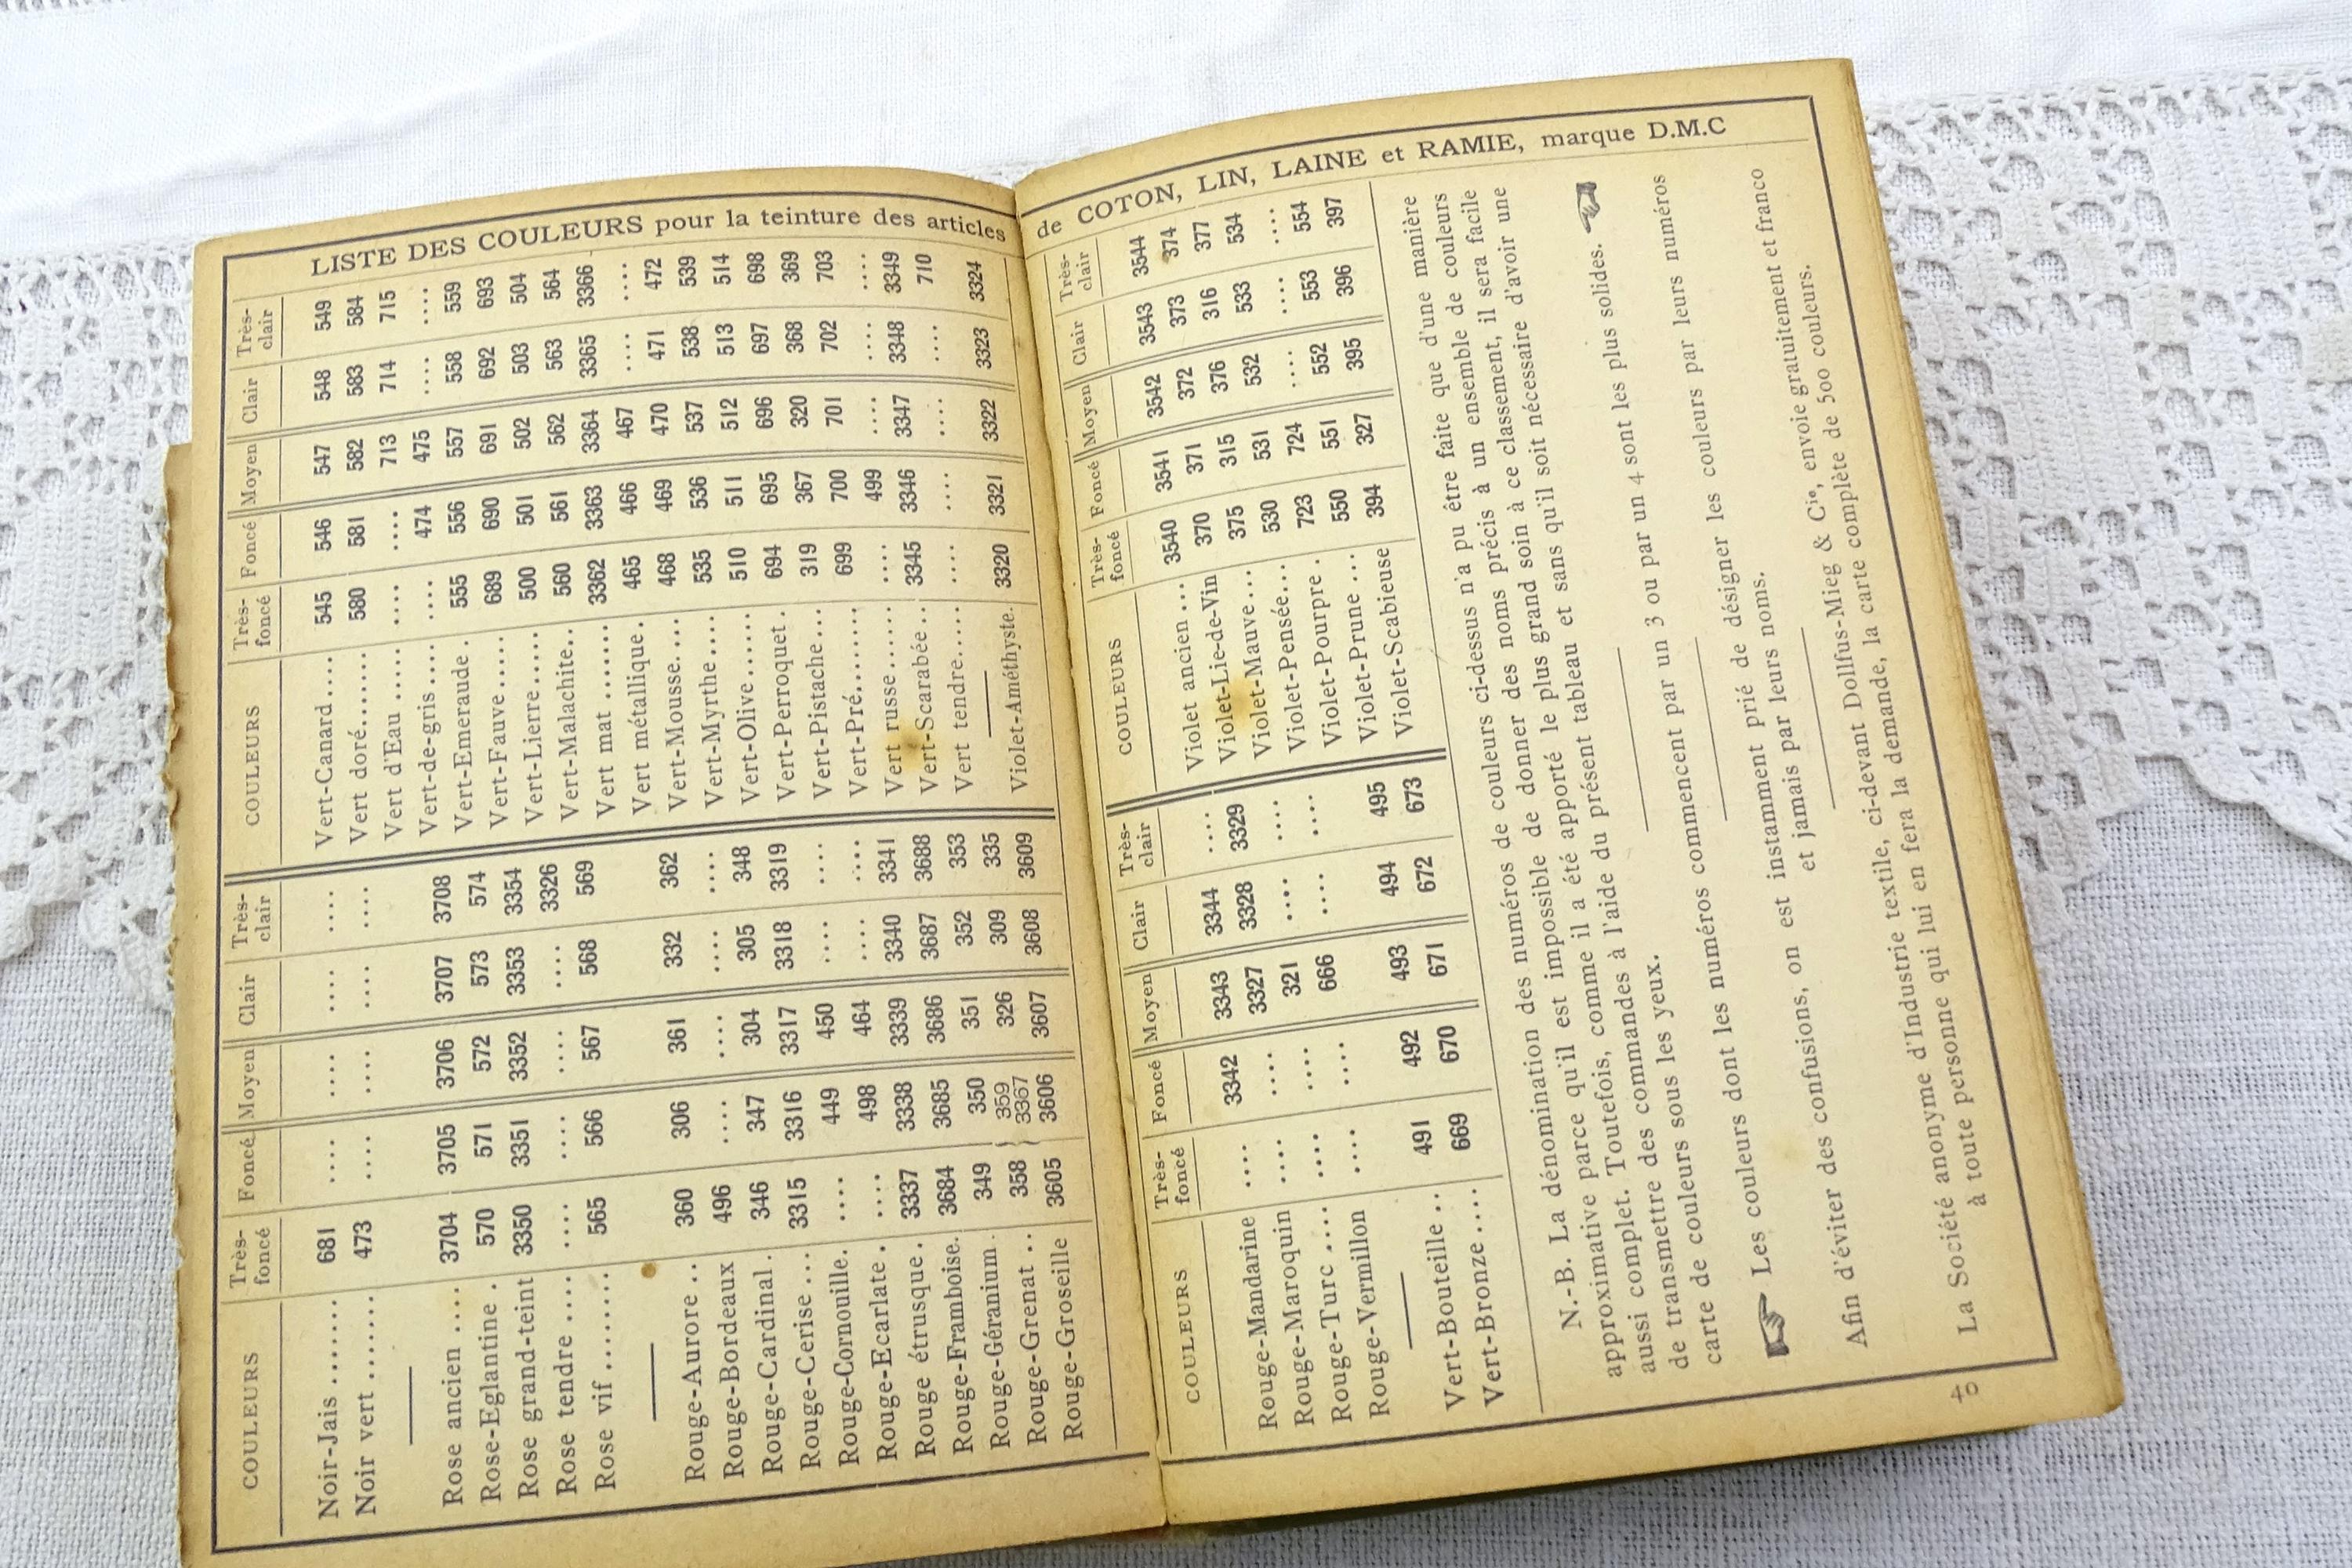 LISTE DES COULEURS pour la teinture des articles
COULEURS Très-foncé Foncé Moyen Clair Très-clair
Noir-Jais ........ 681 .... .... .... ....
Noir vert ........ 473 .... .... .... ....
Rose ancien .... 3704 3705 3706 3707 3708
Rose-Eglantine . 570 571 572 573 574
Rose grand-teint 3350 3351 3352 3353 3354
Rose tendre .... .... .... .... .... 3326
Rose vif ........ 565 566 567 568 569
Rouge-Aurore .. 360 306 361 332 362
Rouge-Bordeaux 496 .... .... .... ....
Rouge-Cardinal . 346 347 304 305 348
Rouge-Cerise ... 3315 3316 3317 3318 3319
Rouge-Cornouille. .... 449 450 .... ....
Rouge-Ecarlate . .... 498 464 .... ....
Rouge étrusque . 3337 3338 3339 3340 3341
Rouge-Framboise. 3684 3685 3686 3687 3688
Rouge-Géranium . 349 350 351 352 353
Rouge-Grenat .. 358 { 359 3367 326 309 335
Rouge-Groseille 3605 3606 3607 3608 3609
COULEURS Très-foncé Foncé Moyen Clair Très-clair
Vert-Canard .... 545 546 547 548 549
Vert doré........ 580 581 582 583 584
Vert d'Eau ...... .... .... 713 714 715
Vert-de-gris ..... .... 474 475 .... ....
Vert-Emeraude . 555 556 557 558 559
Vert-Fauve ...... 689 690 691 692 693
Vert-Lierre...... 500 501 502 503 504
Vert-Malachite.. 560 561 562 563 564
Vert mat ....... 3362 3363 3364 3365 3366
Vert métallique . 465 466 467 .... ....
Vert-Mousse.... 468 469 470 471 472
Vert-Myrthe..... 535 536 537 538 539
Vert-Olive....... 510 511 512 513 514
Vert-Perroquet . 694 695 696 697 698
Vert-Pistache ... 319 367 320 368 369
Vert-Pré........ 699 700 701 702 703
Vert russe...... .... 499 .... .... ....
Vert-Scarabée .. 3345 3346 3347 3348 3349
Vert tendre..... .... .... .... .... 710
Violet-Améthyste. 3320 3321 3322 3323 3324
de COTON, LIN, LAINE et RAMIE, marque D.M.C
COULEURS Très-foncé Foncé Moyen Clair Très-clair
Rouge-Mandarine .... 3342 3343 3344 ....
Rouge-Maroquin .... .... 3327 3328 3329
Rouge-Turc ..... .... .... 321 .... ....
Rouge-Vermillon .... .... 666 .... ....
Vert-Bouteille .. 491 492 493 494 495
Vert-Bronze .... 669 670 671 672 673
COULEURS Très-foncé Foncé Moyen Clair Très-clair
Violet ancien ... 3540 3541 3542 3543 3544
Violet-Lie-de-Vin 370 371 372 373 374
Violet-Mauve ... 375 315 376 316 377
Violet-Pensée... 530 531 532 533 534
Violet-Pourpre . 723 724 .... .... ....
Violet-Prune ... 550 551 552 553 554
Violet-Scabieuse 394 327 395 396 397
N.-B. La dénomination des numéros de couleurs ci-dessus n'a pu être faite que d'une manière
approximative parce qu'il est impossible de donner des noms précis à un ensemble de couleurs
aussi complet. Toutefois, comme il a été apporté le plus grand soin à ce classement, il sera facile
de transmettre des commandes à l'aide du présent tableau et sans qu'il soit nécessaire d'avoir une
carte de couleurs sous les yeux.
☞ Les couleurs dont les numéros commencent par un 3 ou par un 4 sont les plus solides. ☜
Afin d'éviter des confusions, on est instamment prié de désigner les couleurs par leurs numéros
et jamais par leurs noms.
La Société anonyme d'Industrie textile, ci-devant Dollfus-Mieg & Cie, envoie gratuitement et franco
à toute personne qui lui en fera la demande, la carte complète de 500 couleurs.